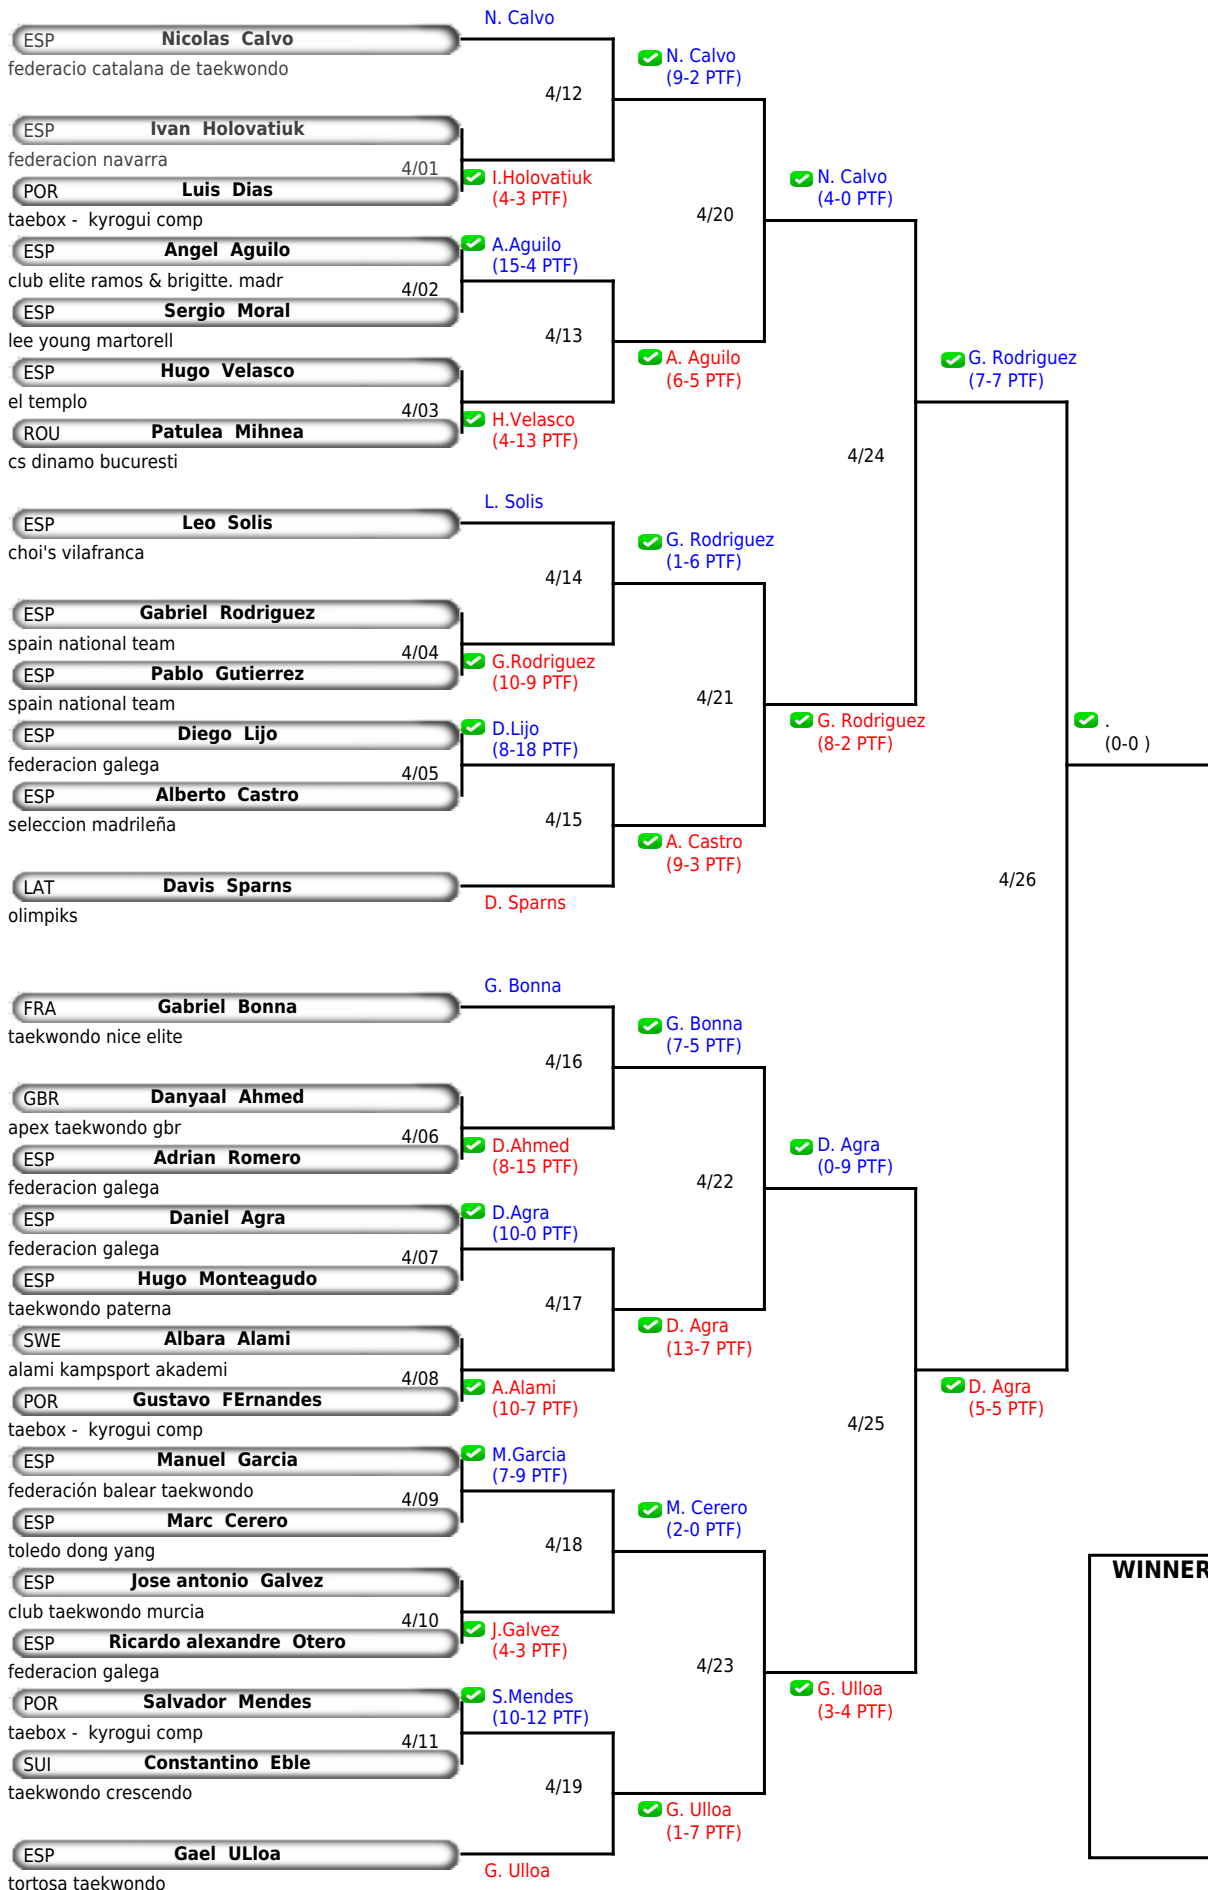 N. Calvo
ESP Nicolas Calvo
federacio catalana de taekwondo
N. Calvo
(9-2 PTF)
4/12
ESP Ivan Holovatiuk
federacion navarra
4/01
POR Luis Dias
taebox - kyrogui comp
I.Holovatiuk
(4-3 PTF)
N. Calvo
(4-0 PTF)
4/20
ESP Angel Aguilo
club elite ramos & brigitte. madr
A.Aguilo
(15-4 PTF)
4/02
ESP Sergio Moral
lee young martorell
4/13
A. Aguilo
(6-5 PTF)
G. Rodriguez
(7-7 PTF)
ESP Hugo Velasco
el templo
4/03
ROU Patulea Mihnea
cs dinamo bucuresti
H.Velasco
(4-13 PTF)
4/24
L. Solis
ESP Leo Solis
choi's vilafranca
G. Rodriguez
(1-6 PTF)
4/14
ESP Gabriel Rodriguez
spain national team
4/04
ESP Pablo Gutierrez
spain national team
G.Rodriguez
(10-9 PTF)
4/21
ESP Diego Lijo
federacion galega
D.Lijo
(8-18 PTF)
G. Rodriguez
(8-2 PTF)
.
(0-0 )
4/05
ESP Alberto Castro
seleccion madrileña
4/15
A. Castro
(9-3 PTF)
4/26
LAT Davis Sparns
olimpiks
D. Sparns
G. Bonna
FRA Gabriel Bonna
taekwondo nice elite
G. Bonna
(7-5 PTF)
4/16
GBR Danyaal Ahmed
apex taekwondo gbr
4/06
ESP Adrian Romero
federacion galega
D.Ahmed
(8-15 PTF)
D. Agra
(0-9 PTF)
4/22
ESP Daniel Agra
federacion galega
D.Agra
(10-0 PTF)
4/07
ESP Hugo Monteagudo
taekwondo paterna
4/17
D. Agra
(13-7 PTF)
SWE Albara Alami
alami kampsport akademi
4/08
POR Gustavo FErnandes
taebox - kyrogui comp
A.Alami
(10-7 PTF)
D. Agra
(5-5 PTF)
4/25
ESP Manuel Garcia
federación balear taekwondo
M.Garcia
(7-9 PTF)
4/09
ESP Marc Cerero
toledo dong yang
M. Cerero
(2-0 PTF)
4/18
ESP Jose antonio Galvez
club taekwondo murcia
4/10
ESP Ricardo alexandre Otero
federacion galega
J.Galvez
(4-3 PTF)
WINNER
4/23
POR Salvador Mendes
taebox - kyrogui comp
S.Mendes
(10-12 PTF)
G. Ulloa
(3-4 PTF)
4/11
SUI Constantino Eble
taekwondo crescendo
4/19
G. Ulloa
(1-7 PTF)
ESP Gael ULloa
tortosa taekwondo
G. Ulloa